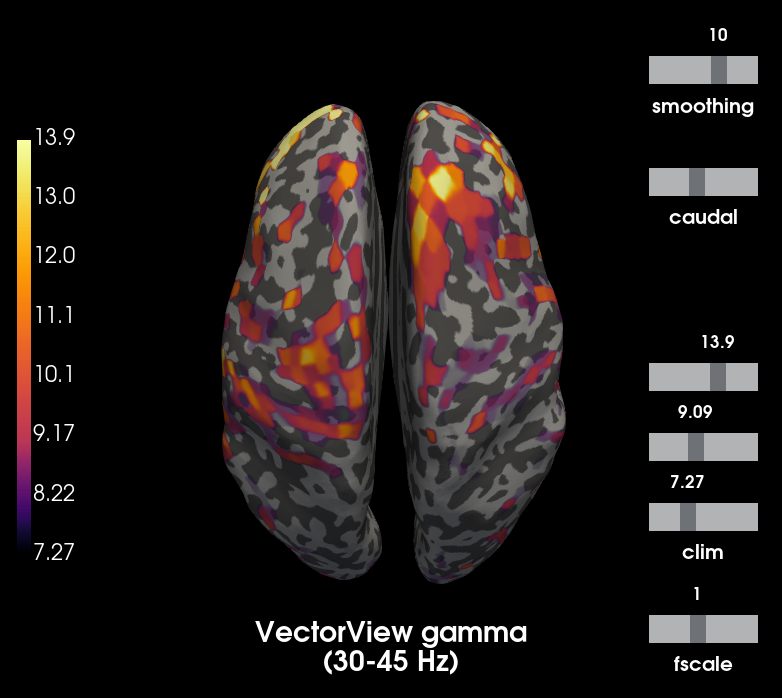 10
smoothing
caudal
13.9
13.0
12.0
11.1
10.1
9.17
8.22
7.27
13.9
9.09
7.27
clim
1
fscale
VectorView gamma
(30-45 Hz)